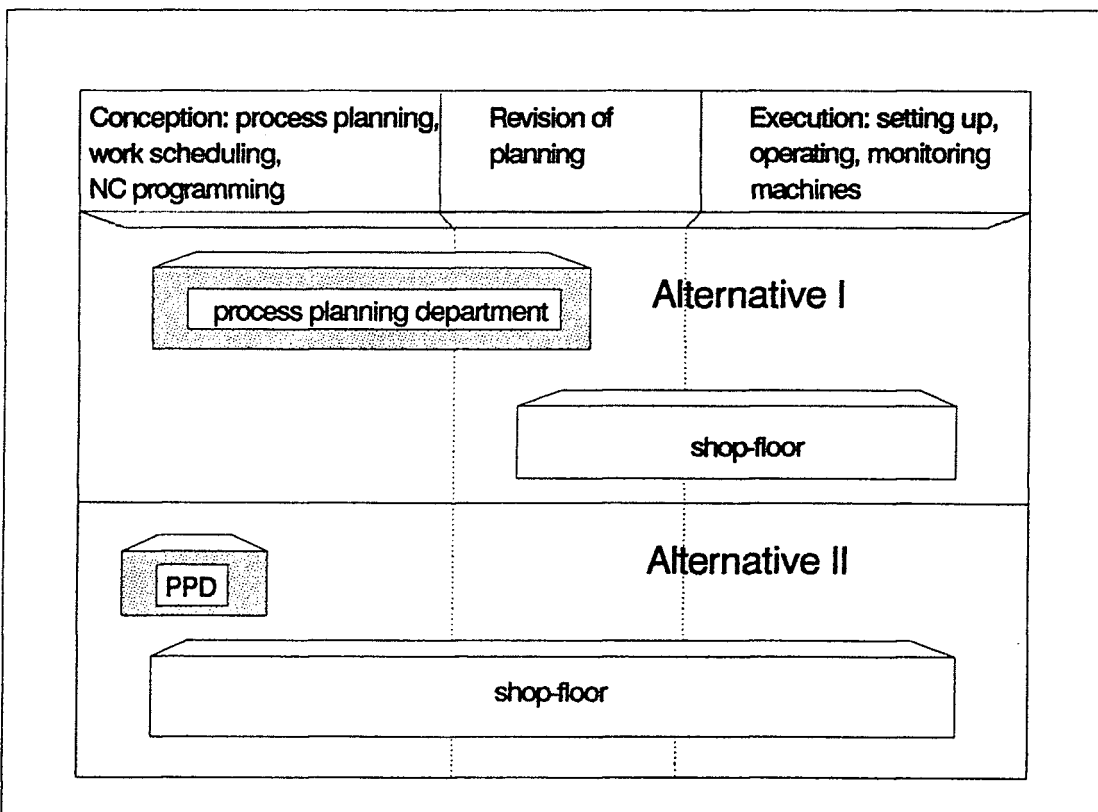 Conception: process planning,
work scheduling,
NC programming
Revision of
planning
Execution: setting up,
operating, monitoring
machines
Alternative I
process planning department
shop-floor
Alternative II
PPD
shop-floor